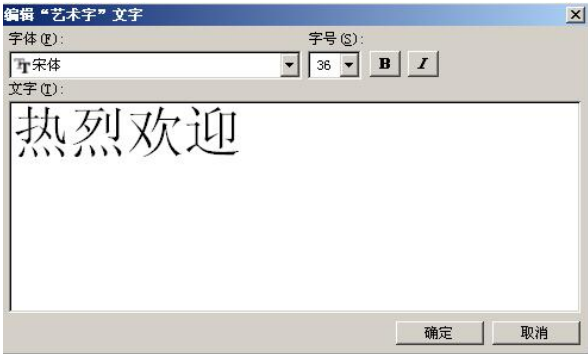 编辑“艺术字”文字
字体(F): 字号(S):
宋体 36 B I
文字(T):
热烈欢迎
确定 取消